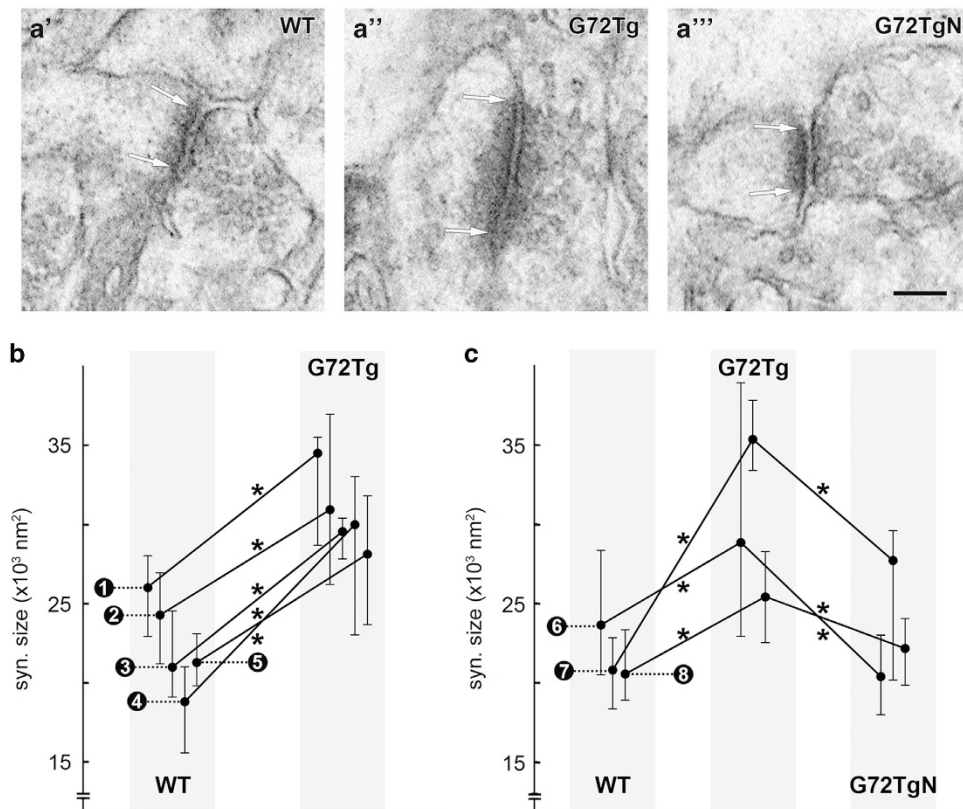 a' WT
a'' G72Tg
a''' G72TgN
b
G72Tg
syn. size (x10³ nm²)
35
25
15
*
*
*
*
*
1
2
3
5
4
WT
c
G72Tg
syn. size (x10³ nm²)
35
25
15
*
*
*
*
*
*
6
7
8
WT
G72TgN